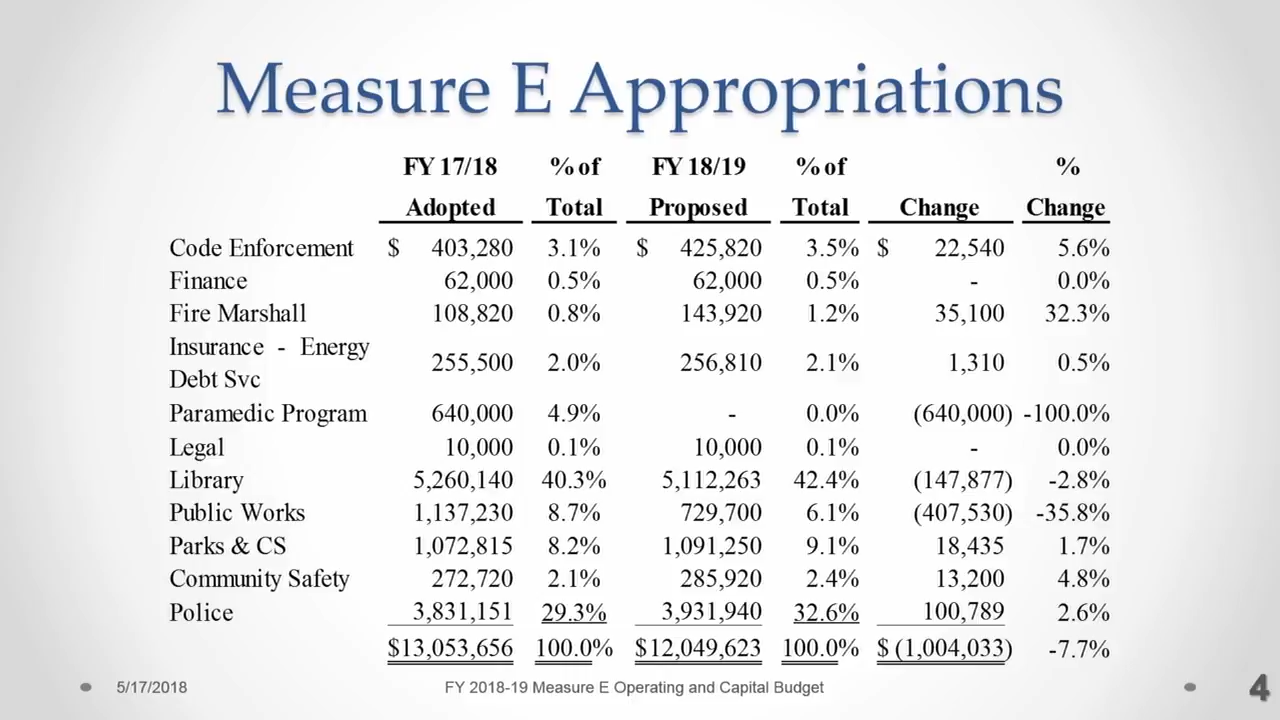 Measure E Appropriations
FY 17/18 % of FY 18/19 % of %
Adopted Total Proposed Total Change Change
Code Enforcement $ 403,280 3.1% $ 425,820 3.5% $ 22,540 5.6%
Finance 62,000 0.5% 62,000 0.5% - 0.0%
Fire Marshall 108,820 0.8% 143,920 1.2% 35,100 32.3%
Insurance - Energy
Debt Svc 255,500 2.0% 256,810 2.1% 1,310 0.5%
Paramedic Program 640,000 4.9% - 0.0% (640,000) -100.0%
Legal 10,000 0.1% 10,000 0.1% - 0.0%
Library 5,260,140 40.3% 5,112,263 42.4% (147,877) -2.8%
Public Works 1,137,230 8.7% 729,700 6.1% (407,530) -35.8%
Parks & CS 1,072,815 8.2% 1,091,250 9.1% 18,435 1.7%
Community Safety 272,720 2.1% 285,920 2.4% 13,200 4.8%
Police 3,831,151 29.3% 3,931,940 32.6% 100,789 2.6%
$13,053,656 100.0% $12,049,623 100.0% $ (1,004,033) -7.7%
5/17/2018 FY 2018-19 Measure E Operating and Capital Budget 4